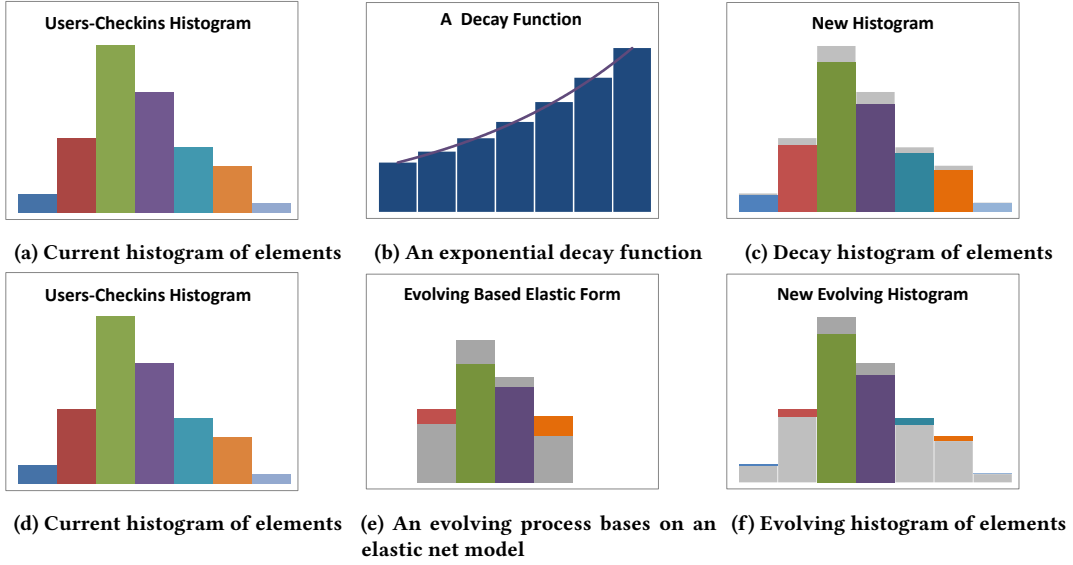 Users-Checkins Histogram
A Decay Function
New Histogram
(a) Current histogram of elements
(b) An exponential decay function
(c) Decay histogram of elements
Users-Checkins Histogram
Evolving Based Elastic Form
New Evolving Histogram
(d) Current histogram of elements
(e) An evolving process bases on an
elastic net model
(f) Evolving histogram of elements